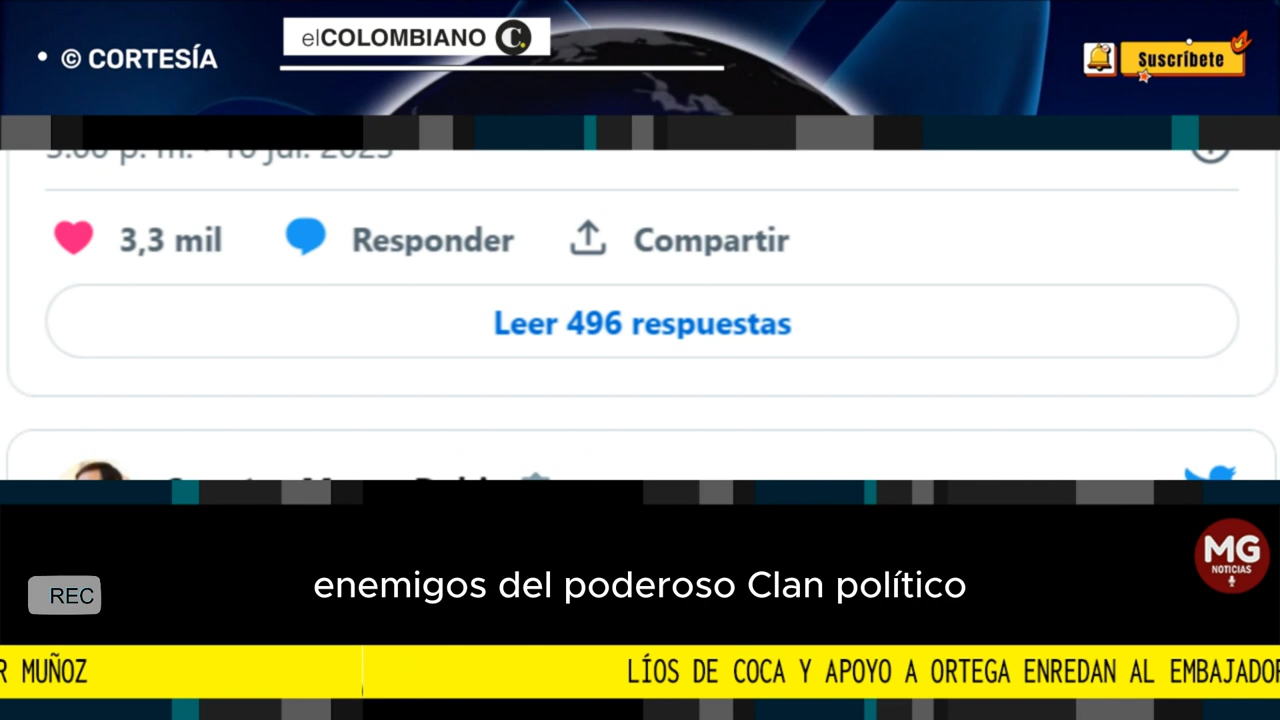 • © CORTESÍA
elCOLOMBIANO C.
Suscríbete
Responder
3,3 mil
Compartir
Leer 496 respuestas
MG
NOTICIAS
REC
enemigos del poderoso Clan político
R MUÑOZ
LÍOS DE COCA Y APOYO A ORTEGA ENREDAN AL EMBAJADOR